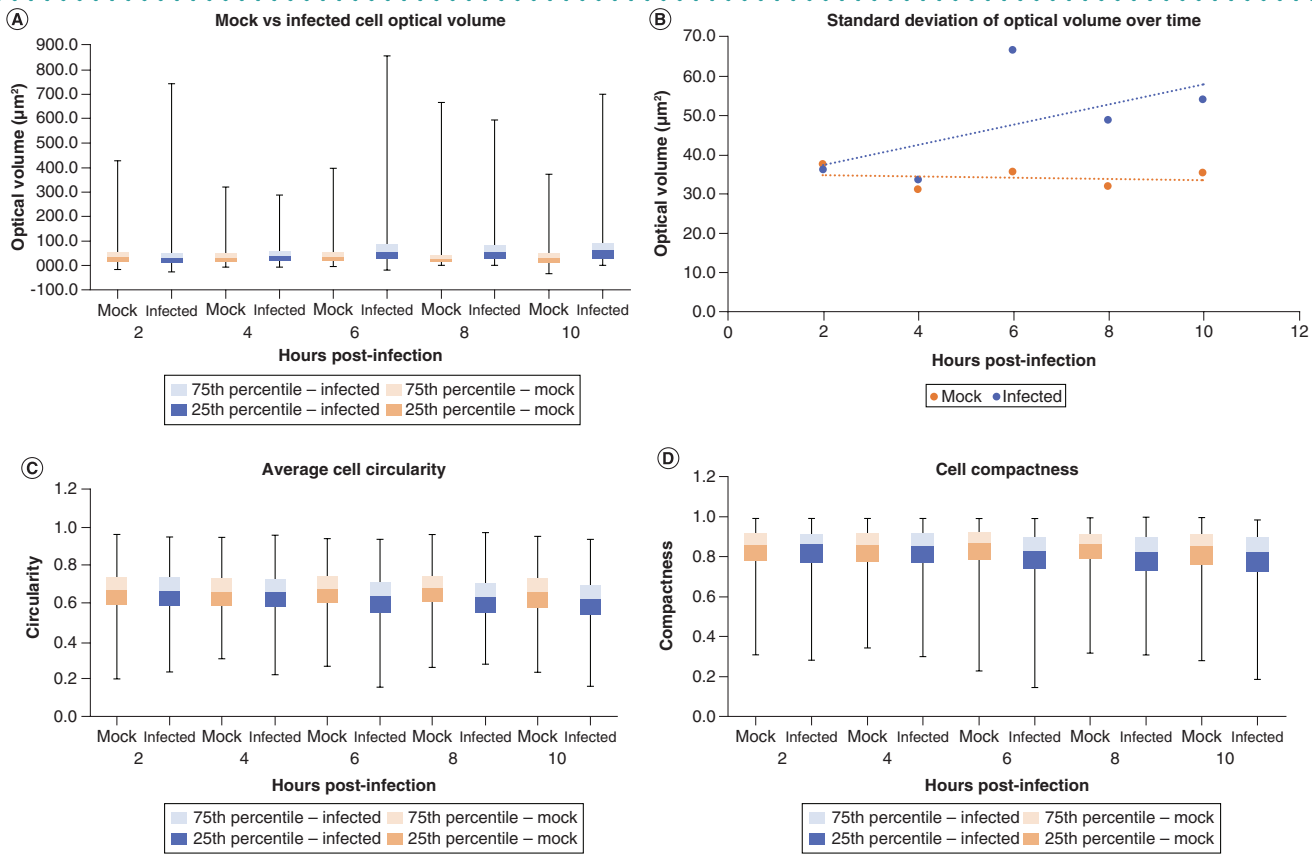 A
Mock vs infected cell optical volume
Optical volume (µm²)
900.0
800.0
700.0
600.0
500.0
400.0
300.0
200.0
100.0
000.0
-100.0
Mock Infected Mock Infected Mock Infected Mock Infected Mock Infected
2 4 6 8 10
Hours post-infection
75th percentile – infected 75th percentile – mock
25th percentile – infected 25th percentile – mock
B
Standard deviation of optical volume over time
Optical volume (µm²)
70.0
60.0
50.0
40.0
30.0
20.0
10.0
0.0
0 2 4 6 8 10 12
Hours post-infection
Mock Infected
C
Average cell circularity
Circularity
1.2
1.0
0.8
0.6
0.4
0.2
0.0
Mock Infected Mock Infected Mock Infected Mock Infected Mock Infected
2 4 6 8 10
Hours post-infection
75th percentile – infected 75th percentile – mock
25th percentile – infected 25th percentile – mock
D
Cell compactness
Compactness
1.2
1.0
0.8
0.6
0.4
0.2
0.0
Mock Infected Mock Infected Mock Infected Mock Infected Mock Infected
2 4 6 8 10
Hours post-infection
75th percentile – infected 75th percentile – mock
25th percentile – infected 25th percentile – mock